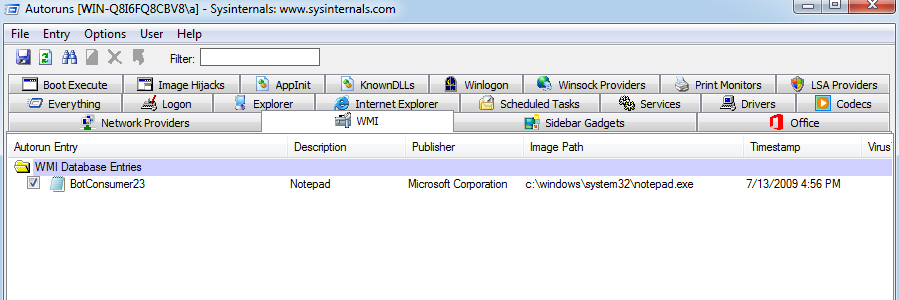 Autoruns [WIN-Q8I6FQ8CBV8\a] - Sysinternals: www.sysinternals.com
File Entry Options User Help
Filter:
Boot Execute Image Hijacks AppInit KnownDLLs Winlogon Winsock Providers Print Monitors LSA Providers
Everything Logon Explorer Internet Explorer Scheduled Tasks Services Drivers Codecs
Network Providers WMI Sidebar Gadgets Office
Autorun Entry Description Publisher Image Path Timestamp Virus
WMI Database Entries
BotConsumer23 Notepad Microsoft Corporation c:\windows\system32\notepad.exe 7/13/2009 4:56 PM